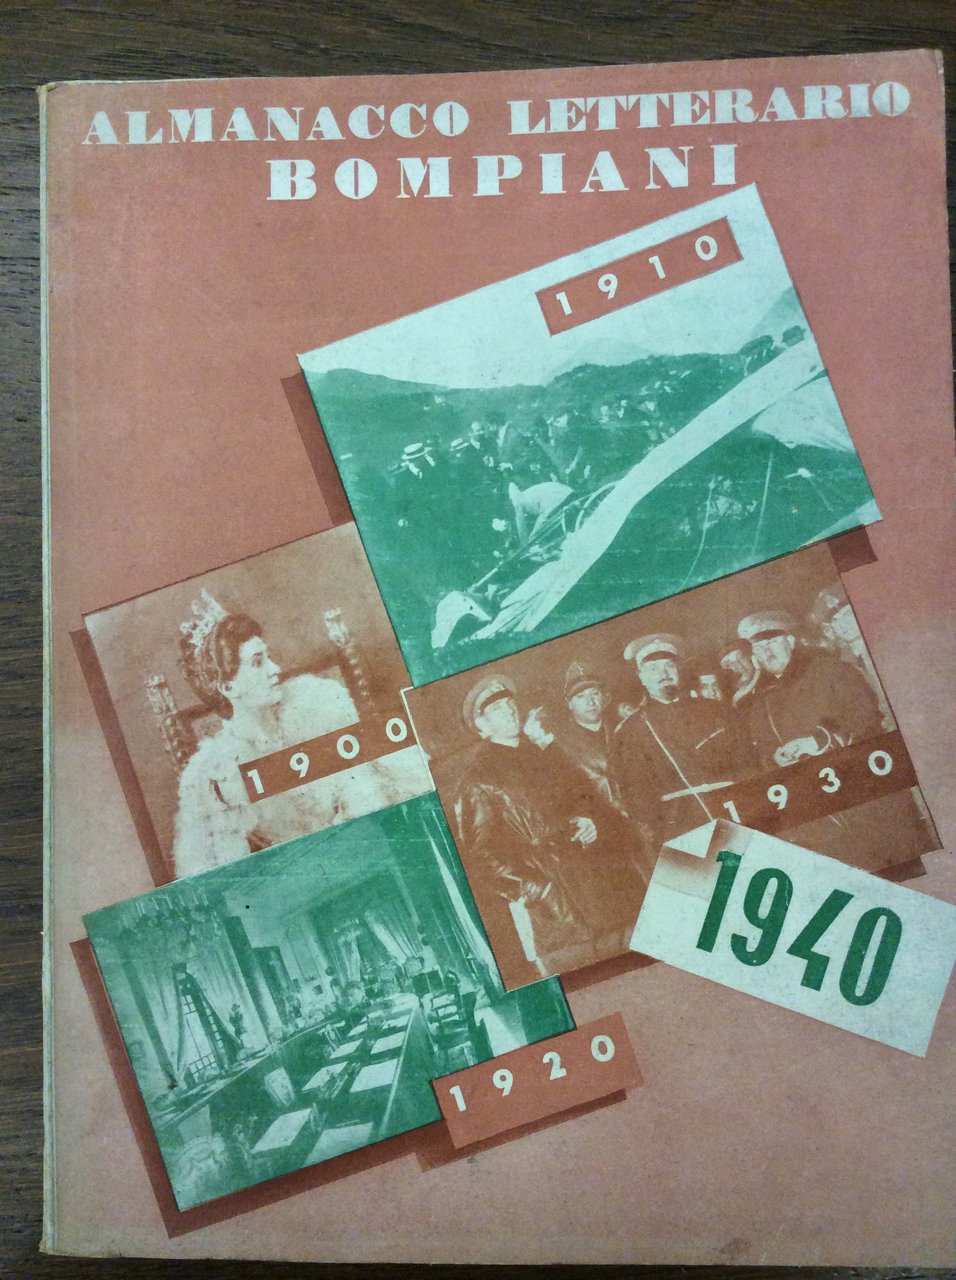 ALMANACCO LETTERARIO
BOMPIANI
1910
1900
1930
1940
1920